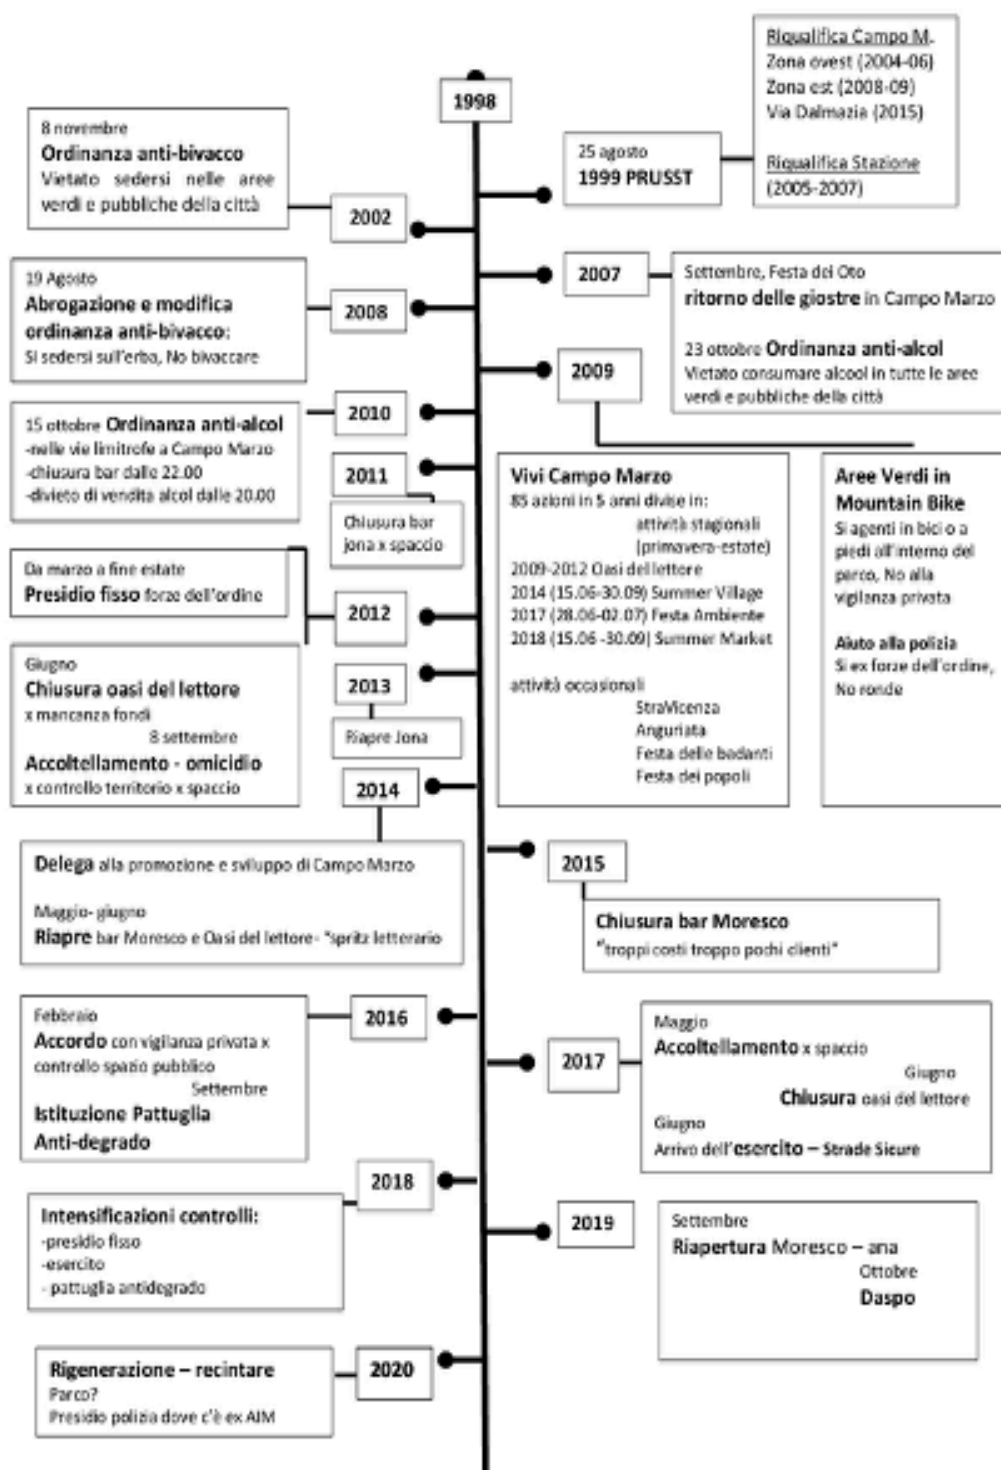 1998
Riqualifica Campo M.
Zona ovest (2004-06)
Zona est (2008-09)
Via Dalmazia (2015)
Riqualifica Stazione
(2005-2007)
25 agosto
1999 PRUSST
8 novembre
Ordinanza anti-bivacco
Vietato sedersi nelle aree
verdi e pubbliche della città
2002
2007
Settembre, Festa dei Oto
ritorno delle giostre in Campo Marzo
23 ottobre Ordinanza anti-alcol
Vietato consumare alcool in tutte le aree
verdi e pubbliche della città
19 Agosto
Abrogazione e modifica
ordinanza anti-bivacco:
Si sedersi sull'erba, No bivaccare
2008
2009
Vivi Campo Marzo
85 azioni in 5 anni divise in:
attività stagionali
(primavera-estate)
2009-2012 Oasi del lettore
2014 (15.06-30.09) Summer Village
2017 (28.06-02.07) Festa Ambiente
2018 (15.06 -30.09) Summer Market
attività occasionali
StraVicenza
Anguriata
Festa delle badanti
Festa dei popoli
Aree Verdi in
Mountain Bike
Si agenti in bici o a
piedi all'interno del
parco, No alla
vigilanza privata
Aiuto alla polizia
Si ex forze dell'ordine,
No ronde
2010
15 ottobre Ordinanza anti-alcol
-nelle vie limitrofe a Campo Marzo
-chiusura bar dalle 22.00
-divieto di vendita alcol dalle 20.00
2011
Chiusura bar
jona x spaccio
Da marzo a fine estate
Presidio fisso forze dell'ordine
2012
Giugno
Chiusura oasi del lettore
x mancanza fondi
8 settembre
Accoltellamento - omicidio
x controllo territorio x spaccio
2013
Riapre Jona
2014
Delega alla promozione e sviluppo di Campo Marzo
Maggio- giugno
Riapre bar Moresco e Oasi del lettore- "spritz letterario
2015
Chiusura bar Moresco
"troppi costi troppo pochi clienti"
2016
Febbraio
Accordo con vigilanza privata x
controllo spazio pubblico
Settembre
Istituzione Pattuglia
Anti-degrado
2017
Maggio
Accoltellamento x spaccio
Giugno
Chiusura oasi del lettore
Giugno
Arrivo dell'esercito – Strade Sicure
2018
Intensificazioni controlli:
-presidio fisso
-esercito
- pattuglia antidegrado
2019
Settembre
Riapertura Moresco – ana
Ottobre
Daspo
2020
Rigenerazione – recintare
Parco?
Presidio polizia dove c'è ex AIM